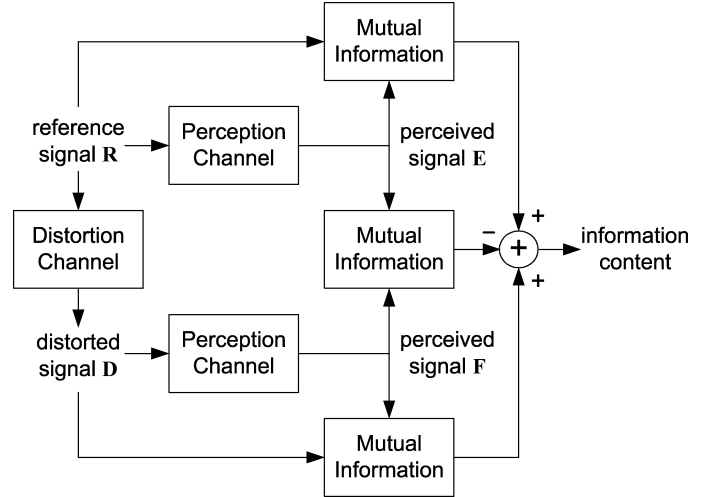 Mutual
Information
reference
signal R
Perception
Channel
perceived
signal E
Distortion
Channel
Mutual
Information
−
+
+
+
information
content
distorted
signal D
Perception
Channel
perceived
signal F
Mutual
Information